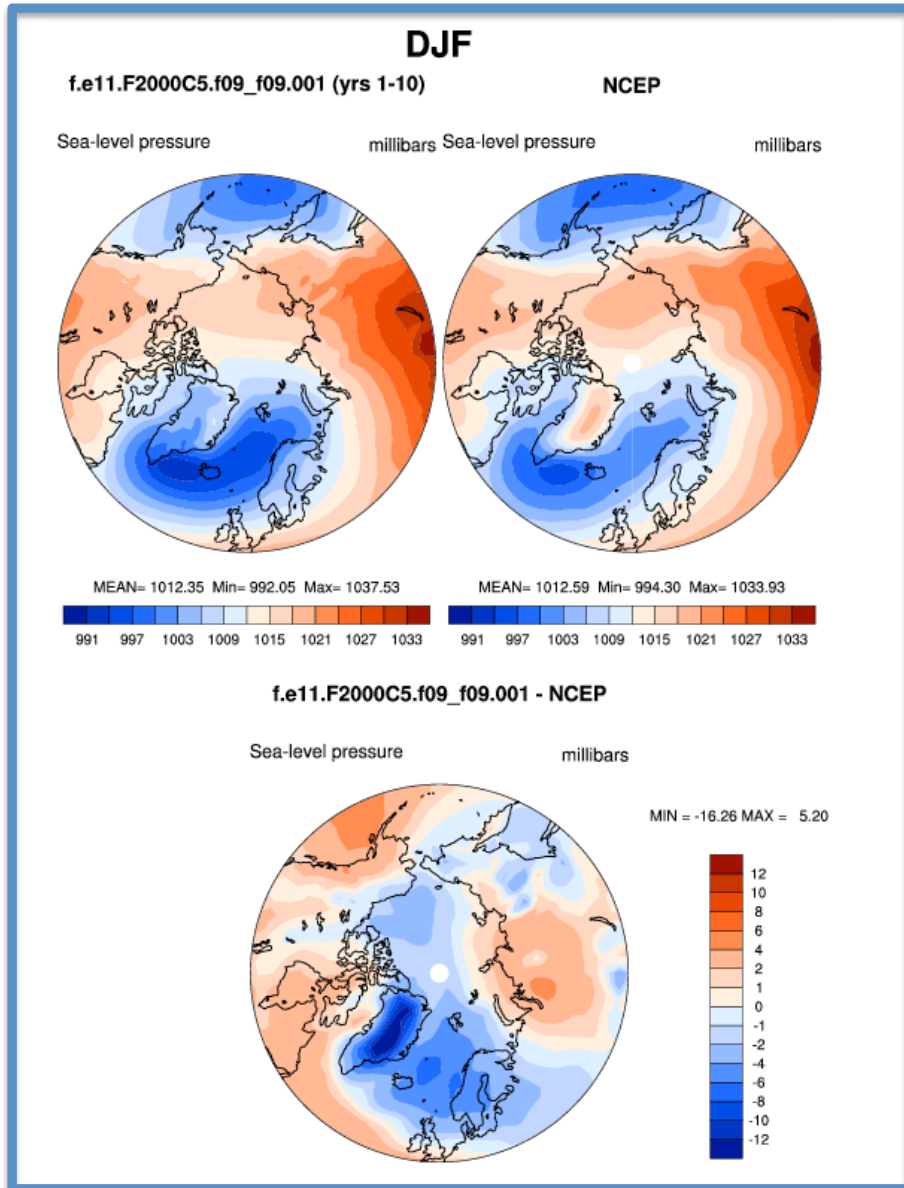 DJF
f.e11.F2000C5.f09_f09.001 (yrs 1-10) NCEP
Sea-level pressure millibars Sea-level pressure millibars
MEAN= 1012.35 Min= 992.05 Max= 1037.53 MEAN= 1012.59 Min= 994.30 Max= 1033.93
991 997 1003 1009 1015 1021 1027 1033 991 997 1003 1009 1015 1021 1027 1033
f.e11.F2000C5.f09_f09.001 - NCEP
Sea-level pressure millibars
MIN = -16.26 MAX = 5.20
12
10
8
6
4
2
1
0
-1
-2
-4
-6
-8
-10
-12